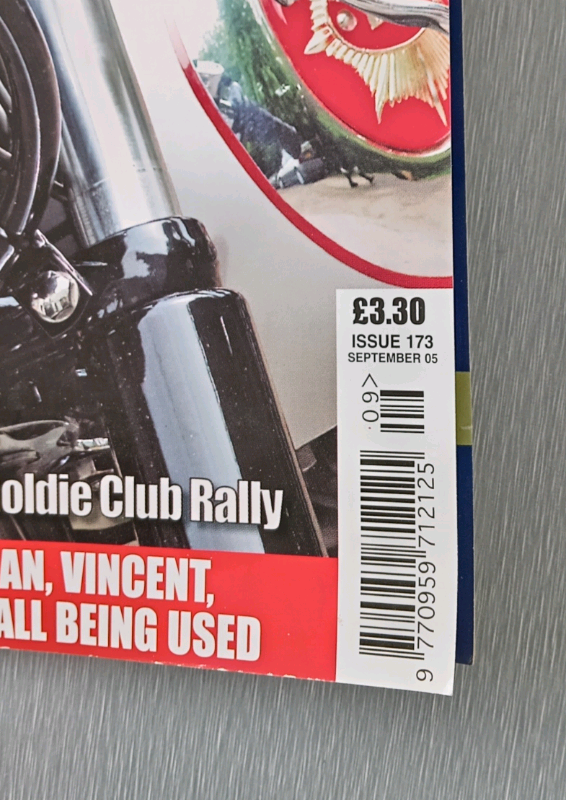 £3.30
ISSUE 173
SEPTEMBER 05
09>
9 770959 712125
oldie Club Rally
AN, VINCENT,
ALL BEING USED